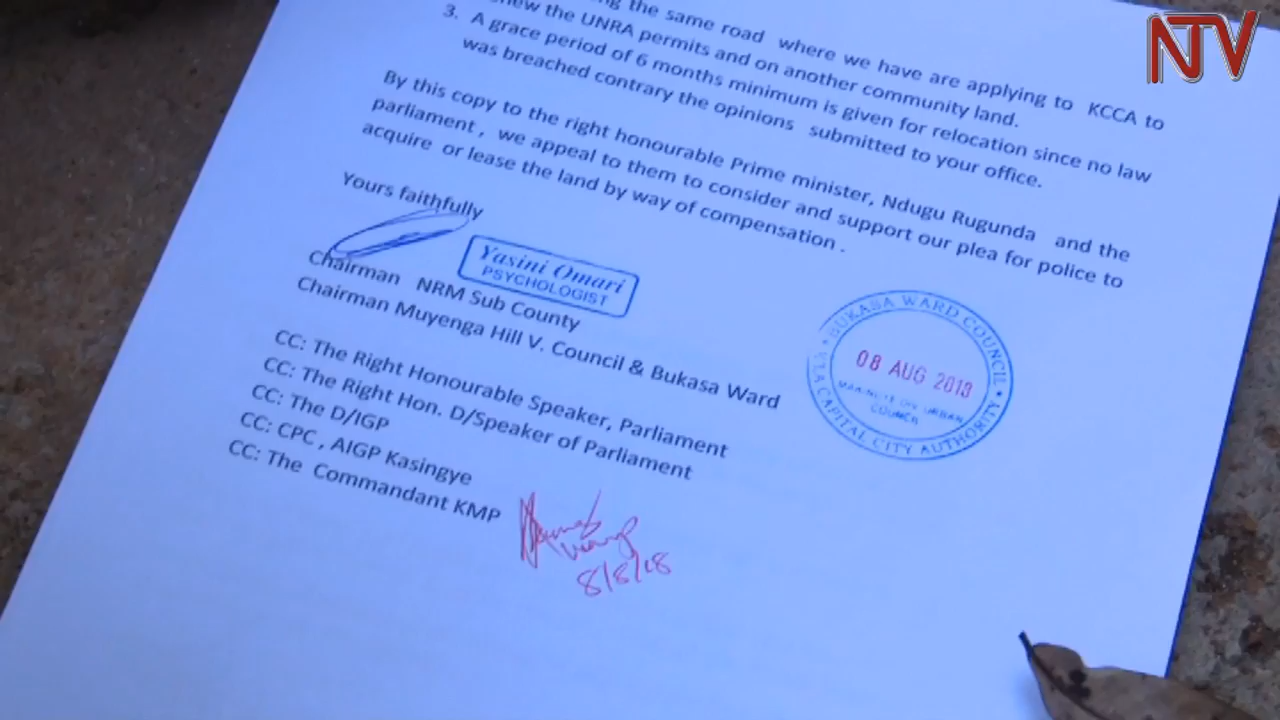 NTV
the same road where we have are applying to KCCA to
the UNRA permits and on another community land.
3. A grace period of 6 months minimum is given for relocation since no law
was breached contrary the opinions submitted to your office.
By this copy to the right honourable Prime minister, Ndugu Rugunda and the
parliament , we appeal to them to consider and support our plea for police to
acquire or lease the land by way of compensation .
Yours faithfully
Yasini Omari
PSYCHOLOGIST
Chairman NRM Sub County
Chairman Muyenga Hill V. Council & Bukasa Ward
BUKASA WARD COUNCIL
08 AUG 2018
URBAN
COUNCIL
CAPITAL CITY AUTHORITY
CC: The Right Honourable Speaker, Parliament
CC: The Right Hon. D/Speaker of Parliament
CC: The D/IGP
CC: CPC , AIGP Kasingye
CC: The Commandant KMP
8/8/18